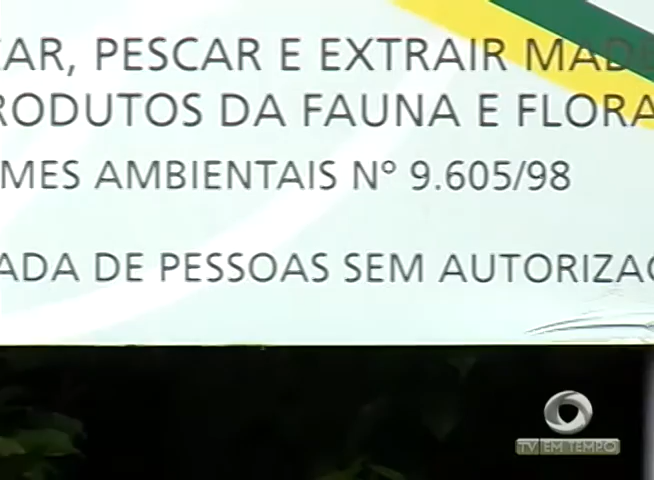 AR, PESCAR E EXTRAIR MAD
RODUTOS DA FAUNA E FLORA
MES AMBIENTAIS Nº 9.605/98
ADA DE PESSOAS SEM AUTORIZAÇ
TV EM TEMPO